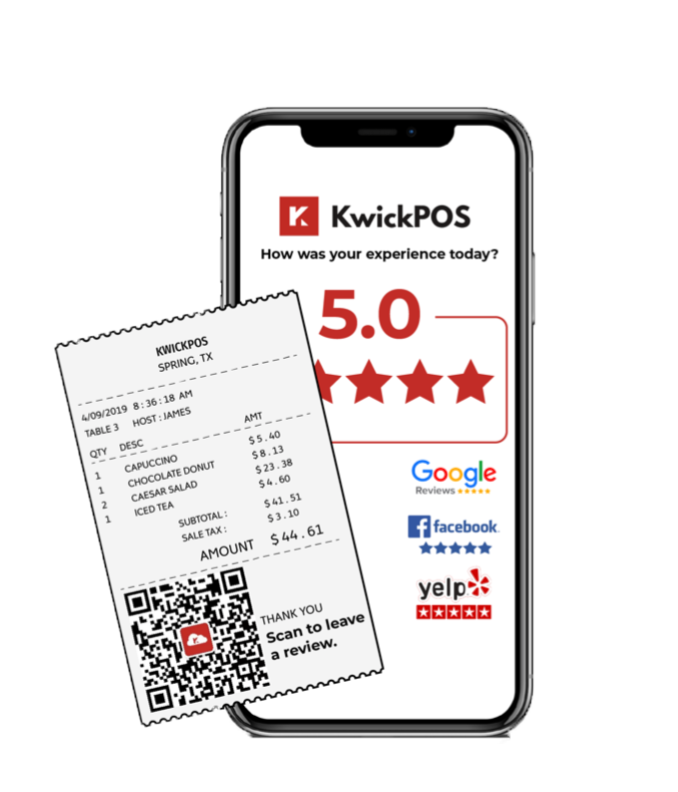 KwickPOS
How was your experience today?
5.0
Google
Reviews
facebook
yelp
KWICKPOS
SPRING, TX
4/09/2019 8:36:18 AM
TABLE 3 HOST : JAMES
QTY DESC AMT
1 CAPUCCINO $5.40
1 CHOCOLATE DONUT $8.13
2 CAESAR SALAD $23.38
1 ICED TEA $4.60
SUBTOTAL : $41.51
SALE TAX : $3.10
AMOUNT $44.61
THANK YOU
Scan to leave
a review.